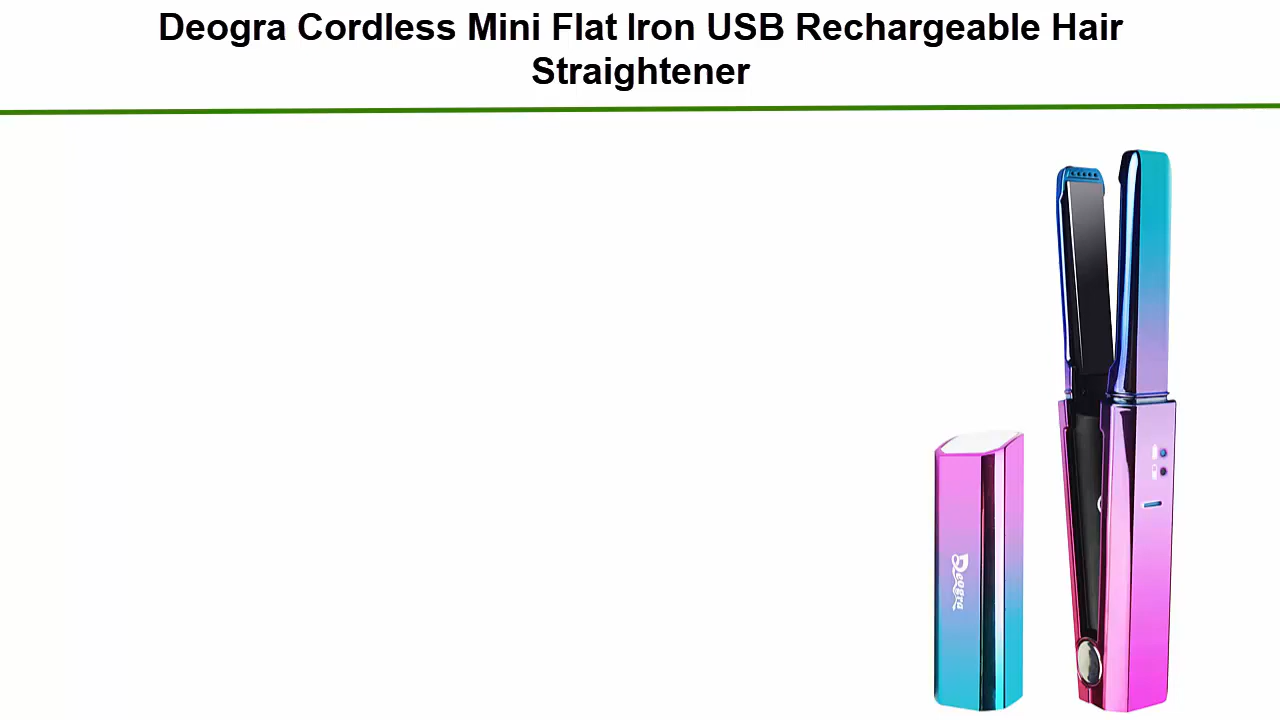 Deogra Cordless Mini Flat Iron USB Rechargeable Hair
Straightener
Deogra